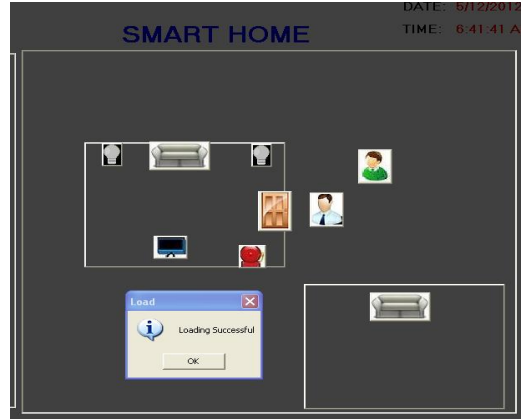 DATE: 5/12/2012
SMART HOME
TIME: 6:41:41 A
Load
Loading Successful
OK